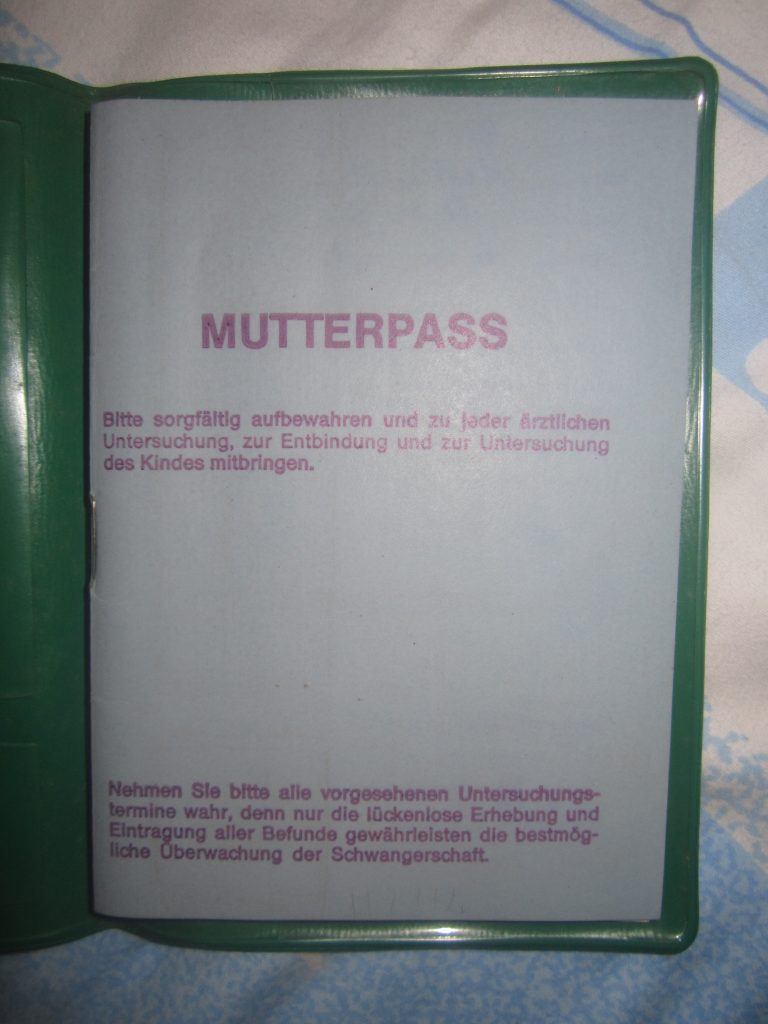 MUTTERPASS
Bitte sorgfältig aufbewahren und zu jeder ärztlichen
Untersuchung, zur Entbindung und zur Untersuchung
des Kindes mitbringen.
Nehmen Sie bitte alle vorgesehenen Untersuchungs-
termine wahr, denn nur die lückenlose Erhebung und
Eintragung aller Befunde gewährleisten die bestmög-
liche Überwachung der Schwangerschaft.